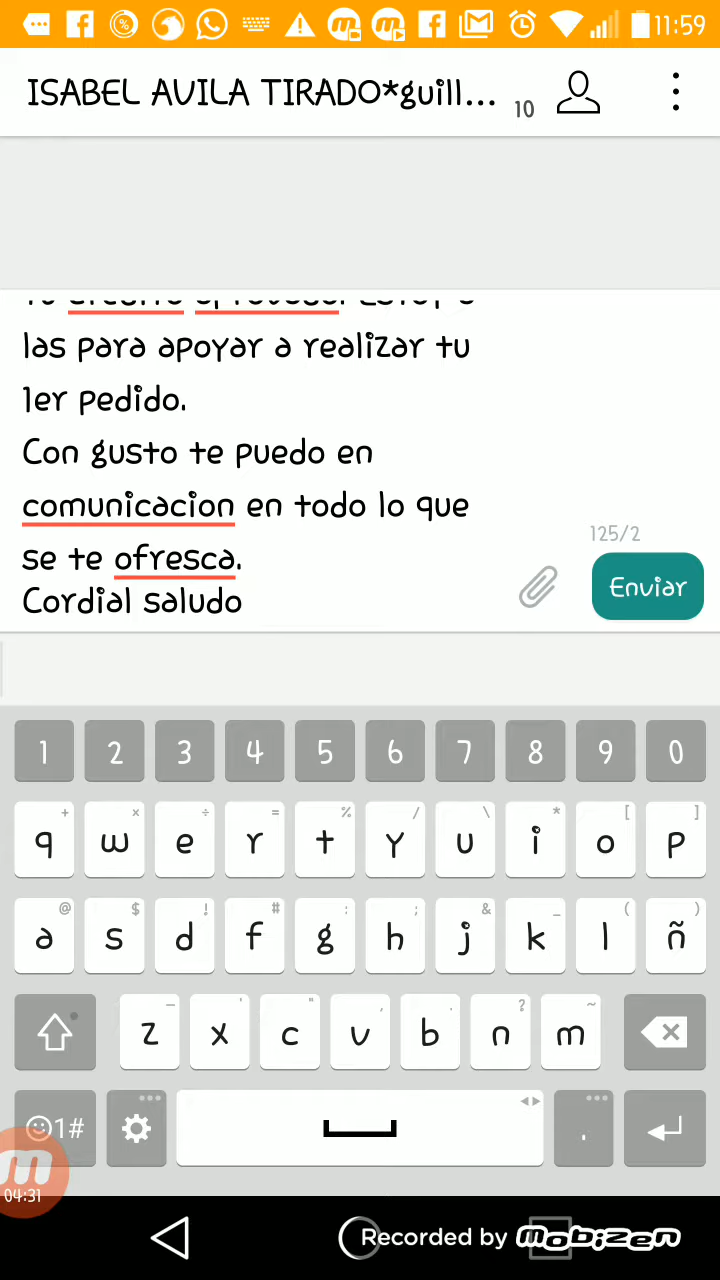 11:59
ISABEL AVILA TIRADO*guill...
10
las para apoyar a realizar tu
1er pedido.
Con gusto te puedo en
comunicacion en todo lo que
se te ofresca.
Cordial saludo
125/2
Enviar
1 2 3 4 5 6 7 8 9 0
+ × ÷ = % / \ * [ ]
q w e r t y u i o p
@ $ ! # : ; & _ ( )
a s d f g h j k l ñ
- ' " , . ? ~
z x c v b n m
1# .
04:31
Recorded by mobizen